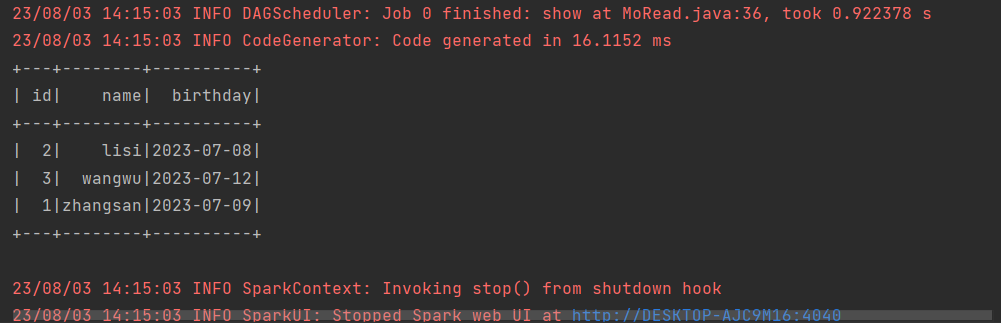 23/08/03 14:15:03 INFO DAGScheduler: Job 0 finished: show at MoRead.java:36, took 0.922378 s
23/08/03 14:15:03 INFO CodeGenerator: Code generated in 16.1152 ms
+---+--------+----------+
| id|    name|  birthday|
+---+--------+----------+
|  2|    lisi|2023-07-08|
|  3|  wangwu|2023-07-12|
|  1|zhangsan|2023-07-09|
+---+--------+----------+
23/08/03 14:15:03 INFO SparkContext: Invoking stop() from shutdown hook
23/08/03 14:15:03 INFO SparkUI: Stopped Spark web UI at http://DESKTOP-AJC9M16:4040